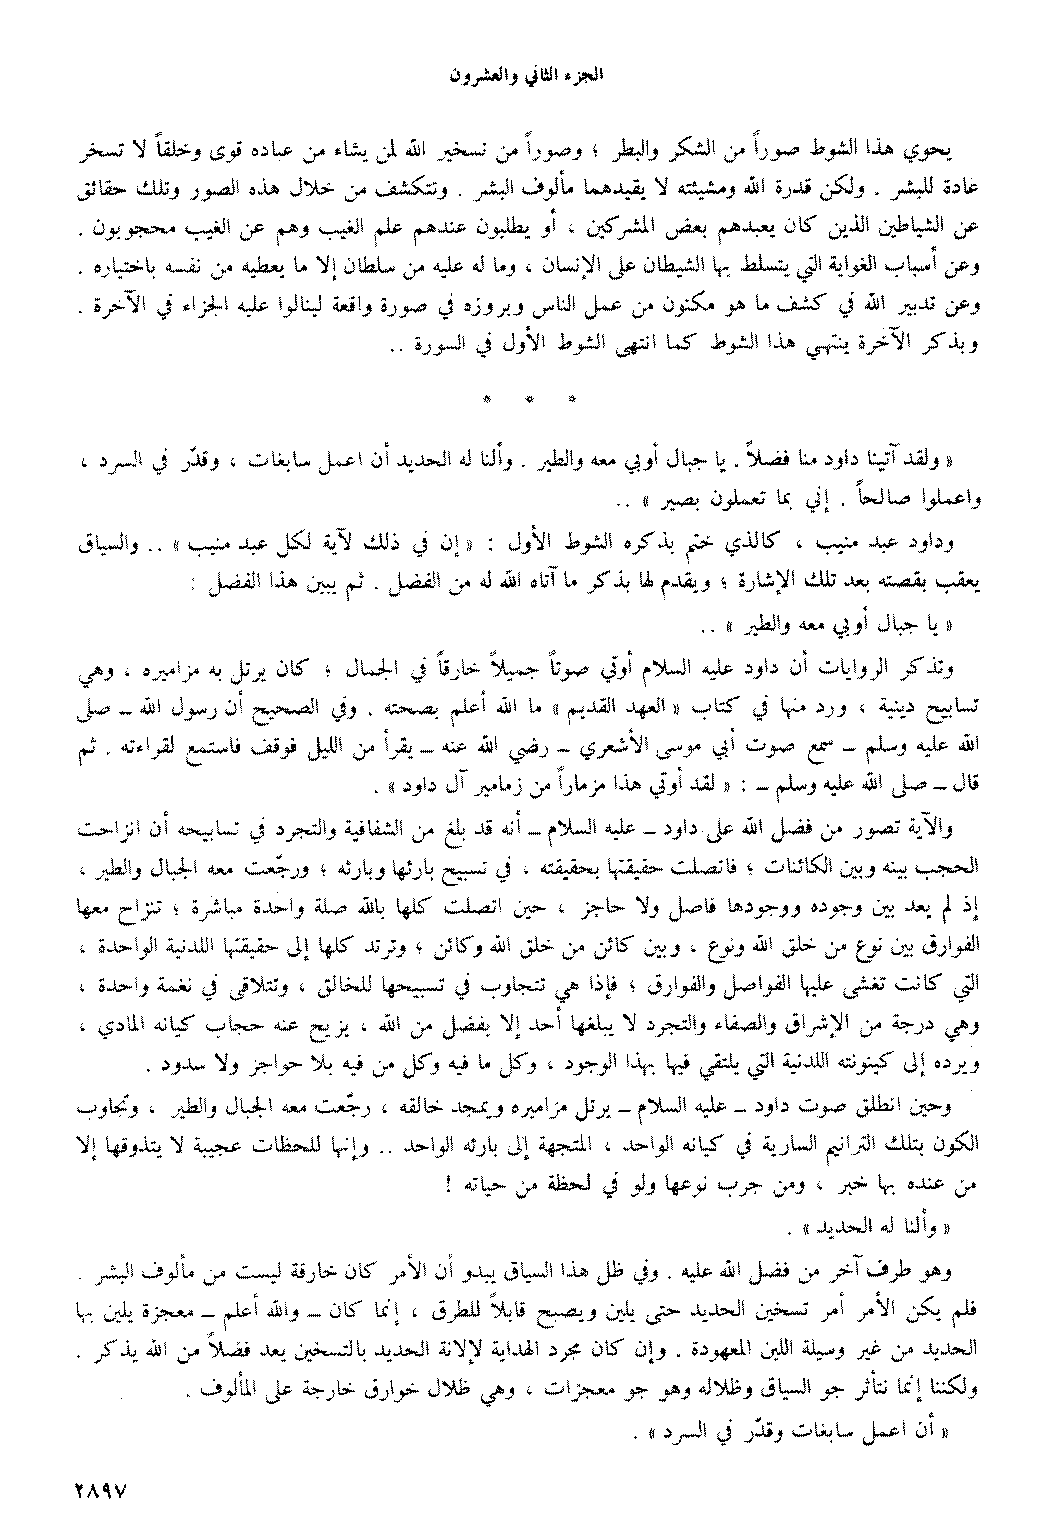 الجزء الثاني والعشرون
يحوي هذا الشوط صوراً من الشكر والبطر ؛ وصوراً من تسخير الله لمن يشاء من عباده قوى وخلقاً لا تسخر
عادة للبشر . ولكن قدرة الله ومشيئته لا يقيدهما مألوف البشر . وتتكشف من خلال هذه الصور وتلك حقائق
عن الشياطين الذين كان يعبدهم بعض المشركين ، أو يطلبون عندهم علم الغيب وهم عن الغيب محجوبون .
وعن أسباب الغواية التي يتسلط بها الشيطان على الإنسان ، وما له عليه من سلطان إلا ما يعطيه من نفسه باختياره .
وعن تدبير الله في كشف ما هو مكنون من عمل الناس وبروزه في صورة واقعة لينالوا عليه الجزاء في الآخرة .
وبذكر الآخرة ينتهي هذا الشوط كما انتهى الشوط الأول في السورة ..
* * *
« ولقد آتينا داود منا فضلاً . يا جبال أوبي معه والطير . وألنا له الحديد أن اعمل سابغات ، وقدّر في السرد ،
واعملوا صالحاً . إني بما تعملون بصير » ..
وداود عبد منيب ، كالذي ختم بذكره الشوط الأول : « إن في ذلك لآية لكل عبد منيب » .. والسياق
يعقب بقصته بعد تلك الإشارة ؛ ويقدم لها بذكر ما آتاه الله له من الفضل . ثم يبين هذا الفضل :
« يا جبال أوبي معه والطير » ..
وتذكر الروايات أن داود عليه السلام أوتي صوتاً جميلاً خارقاً في الجمال ؛ كان يرتل به مزاميره ، وهي
تسابيح دينية ، ورد منها في كتاب « العهد القديم » ما الله أعلم بصحته . وفي الصحيح أن رسول الله – صلى
الله عليه وسلم – سمع صوت أبي موسى الأشعري – رضي الله عنه – يقرأ من الليل فوقف فاستمع لقراءته . ثم
قال – صلى الله عليه وسلم – : « لقد أوتي هذا مزماراً من زمامير آل داود » .
والآية تصور من فضل الله على داود – عليه السلام – أنه قد بلغ من الشفافية والتجرد في تسابيحه أن انزاحت
الحجب بينه وبين الكائنات ؛ فاتصلت حقيقتها بحقيقته ، في تسبيح بارئها وبارئه ؛ ورجّعت معه الجبال والطير ،
إذ لم يعد بين وجوده ووجودها فاصل ولا حاجز ، حين اتصلت كلها بالله صلة واحدة مباشرة ؛ تنزاح معها
الفوارق بين نوع من خلق الله ونوع ، وبين كائن من خلق الله وكائن ؛ وترتد كلها إلى حقيقتها اللدنية الواحدة ،
التي كانت تغشى عليها الفواصل والفوارق ؛ فإذا هي تتجاوب في تسبيحها للخالق ، وتتلاقى في نغمة واحدة ،
وهي درجة من الإشراق والصفاء والتجرد لا يبلغها أحد إلا بفضل من الله ، يزيح عنه حجاب كيانه المادي ،
ويرده إلى كينونته اللدنية التي يلتقي فيها بهذا الوجود ، وكل ما فيه وكل من فيه بلا حواجز ولا سدود .
وحين انطلق صوت داود – عليه السلام – يرتل مزاميره ويمجد خالقه ، رجّعت معه الجبال والطير ، وتجاوب
الكون بتلك الترانيم السارية في كيانه الواحد ، المتجهة إلى بارئه الواحد .. وإنها للحظات عجيبة لا يتذوقها إلا
من عنده بها خبر ، ومن جرب نوعها ولو في لحظة من حياته !
« وألنا له الحديد » .
وهو طرف آخر من فضل الله عليه . وفي ظل هذا السياق يبدو أن الأمر كان خارقة ليست من مألوف البشر .
فلم يكن الأمر أمر تسخين الحديد حتى يلين ويصبح قابلاً للطرق ، إنما كان – والله أعلم – معجزة يلين بها
الحديد من غير وسيلة اللين المعهودة . وإن كان مجرد الهداية لإلانة الحديد بالتسخين يعد فضلاً من الله يذكر .
ولكننا إنما نتأثر جو السياق وظلاله وهو جو معجزات ، وهي ظلال خوارق خارجة على المألوف .
« أن اعمل سابغات وقدّر في السرد » .
٢٨٩٧